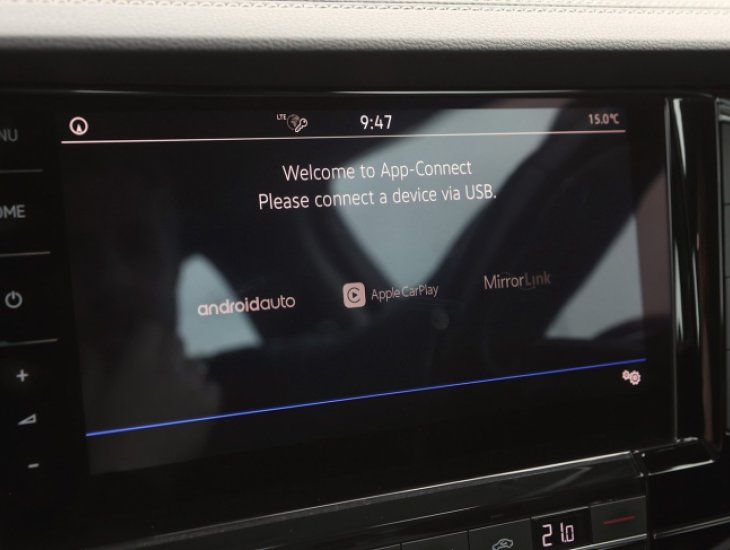 LTE 9:47 15.0°C
Welcome to App-Connect
Please connect a device via USB.
androidauto Apple CarPlay MirrorLink
NU
OME
+
-
21.0